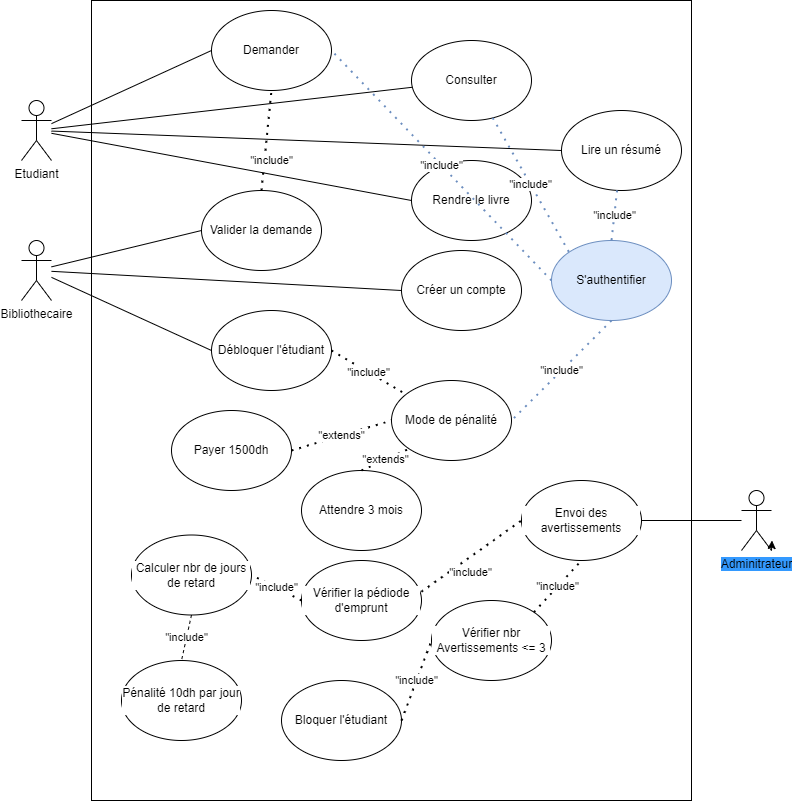 Demander
Consulter
Lire un résumé
Etudiant
"include"
"include"
"include"
Rendre le livre
"include"
Valider la demande
S'authentifier
Créer un compte
Bibliothecaire
Débloquer l'étudiant
"include"
"include"
Mode de pénalité
"extends"
Payer 1500dh
"extends"
Attendre 3 mois
Envoi des
avertissements
Adminitrateur
Calculer nbr de jours
de retard
"include"
"include"
"include"
Vérifier la pédiode
d'emprunt
"include"
Vérifier nbr
Avertissements <= 3
"include"
Pénalité 10dh par jour
de retard
Bloquer l'étudiant